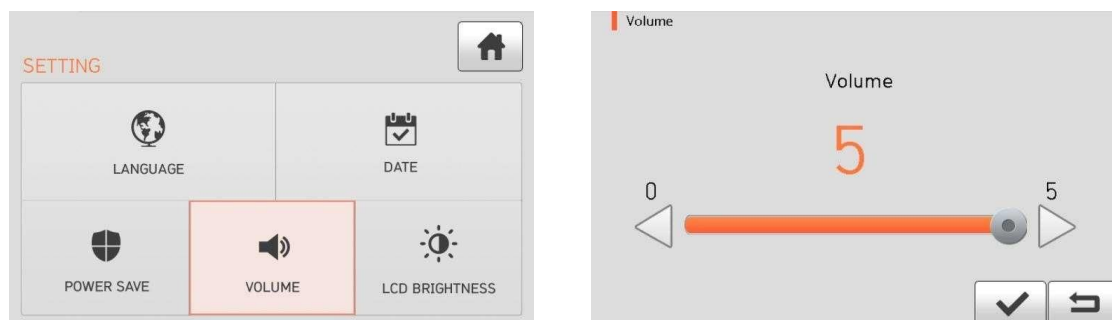 SETTING
LANGUAGE
DATE
POWER SAVE
VOLUME
LCD BRIGHTNESS
Volume
Volume
5
0
5